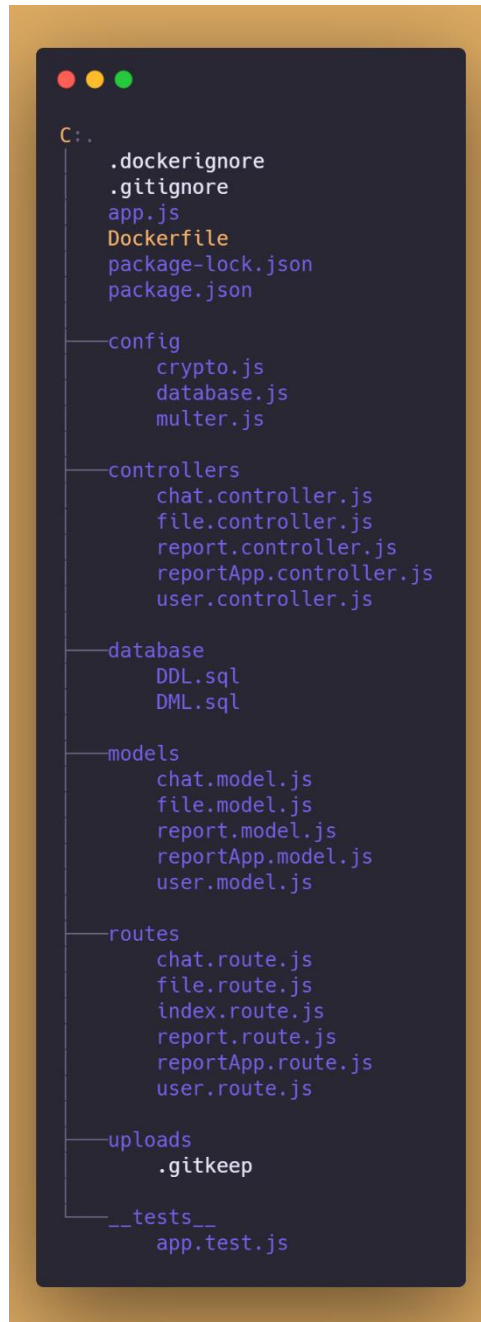 C:.
.dockerignore
.gitignore
app.js
Dockerfile
package-lock.json
package.json
config
crypto.js
database.js
multer.js
controllers
chat.controller.js
file.controller.js
report.controller.js
reportApp.controller.js
user.controller.js
database
DDL.sql
DML.sql
models
chat.model.js
file.model.js
report.model.js
reportApp.model.js
user.model.js
routes
chat.route.js
file.route.js
index.route.js
report.route.js
reportApp.route.js
user.route.js
uploads
.gitkeep
__tests__
app.test.js